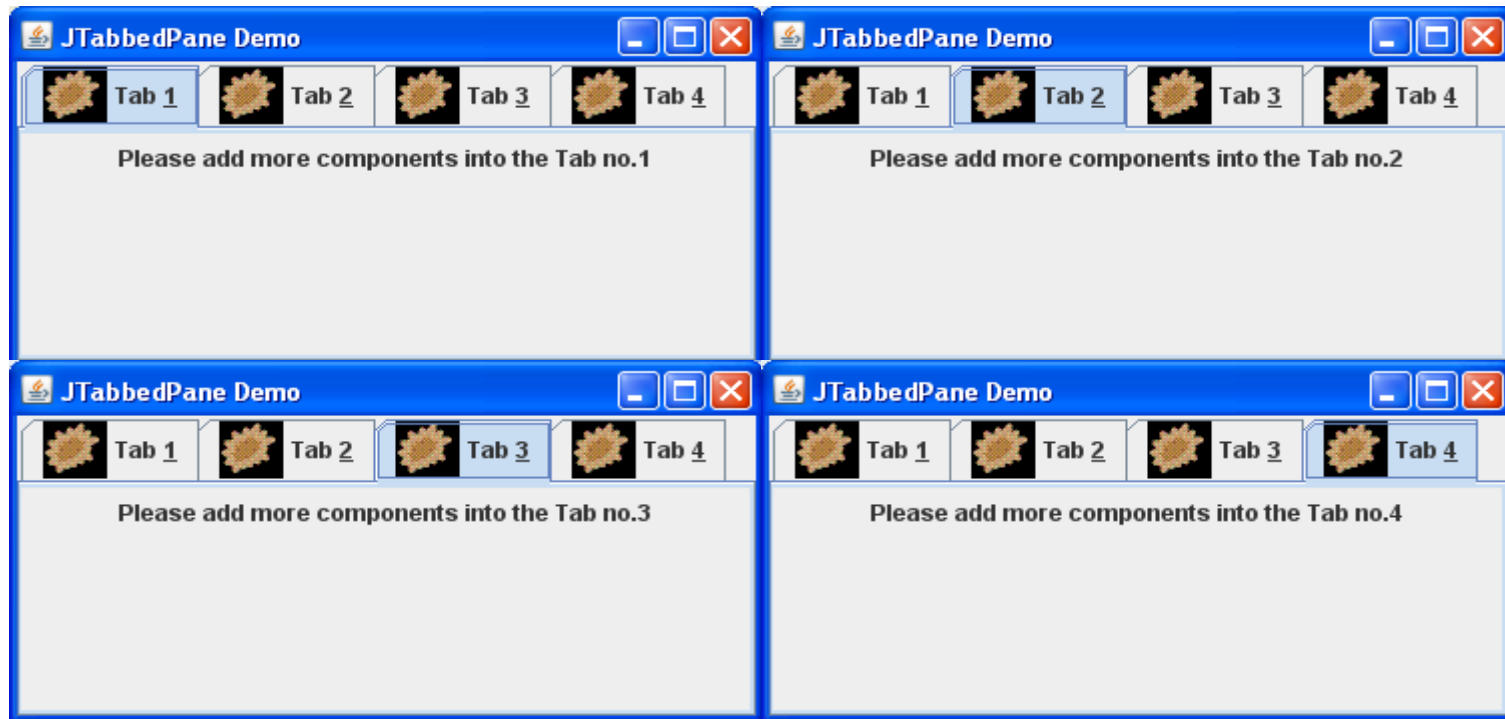 JTabbedPane Demo
Tab 1 Tab 2 Tab 3 Tab 4
Please add more components into the Tab no.1
JTabbedPane Demo
Tab 1 Tab 2 Tab 3 Tab 4
Please add more components into the Tab no.2
JTabbedPane Demo
Tab 1 Tab 2 Tab 3 Tab 4
Please add more components into the Tab no.3
JTabbedPane Demo
Tab 1 Tab 2 Tab 3 Tab 4
Please add more components into the Tab no.4